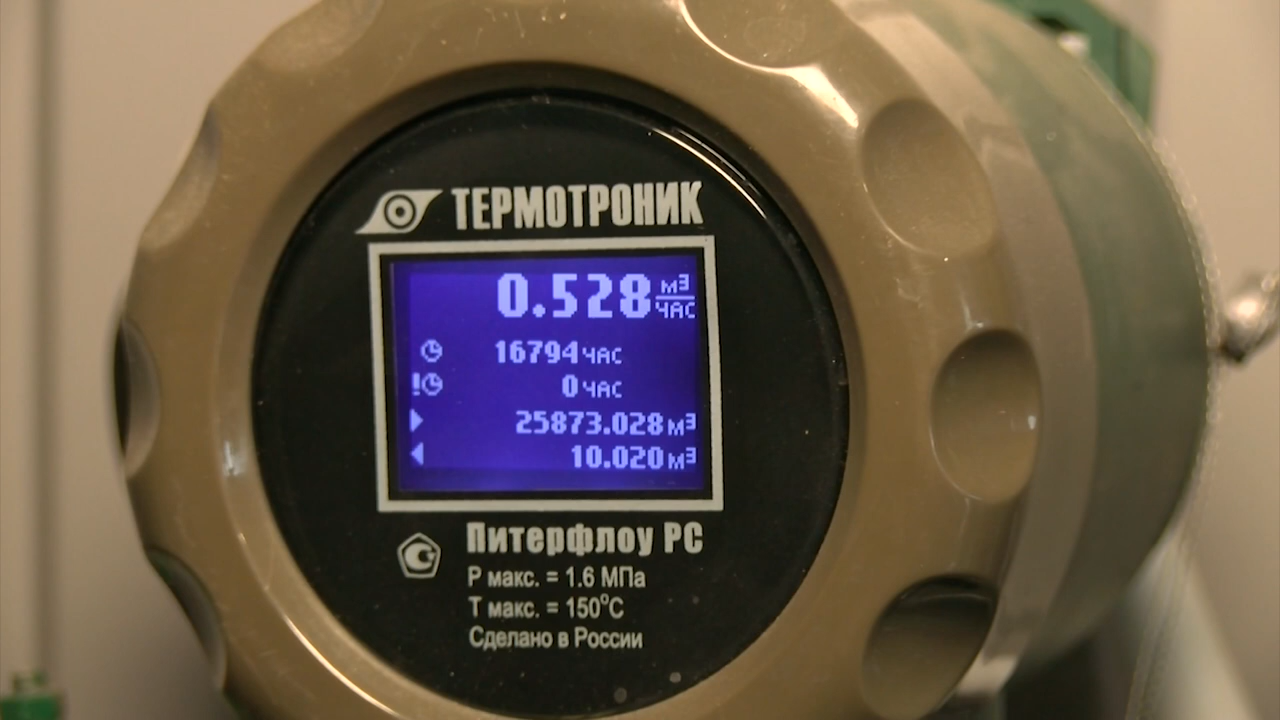 ТЕРМОТРОНИК
0.528 м³/ЧАС
16794 ЧАС
! 0 ЧАС
25873.028 м³
10.020 м³
Питерфлоу РС
Р макс. = 1.6 МПа
Т макс. = 150°С
Сделано в России